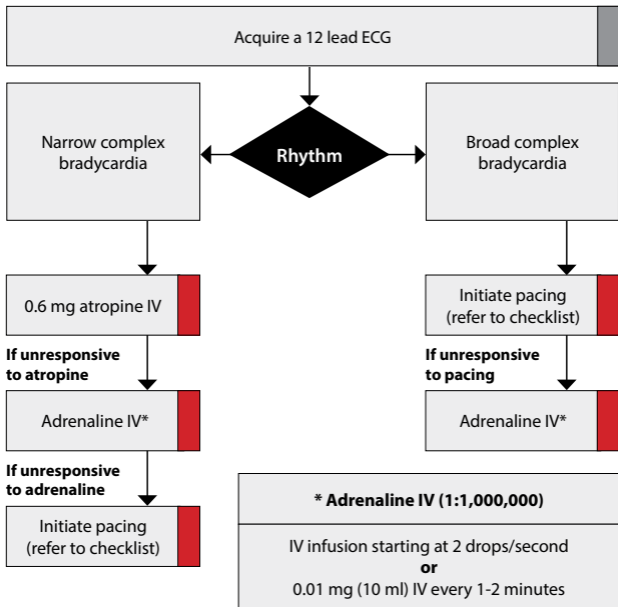 Acquire a 12 lead ECG
Rhythm
Narrow complex
bradycardia
Broad complex
bradycardia
0.6 mg atropine IV
If unresponsive
to atropine
Adrenaline IV*
If unresponsive
to adrenaline
Initiate pacing
(refer to checklist)
Initiate pacing
(refer to checklist)
If unresponsive
to pacing
Adrenaline IV*
* Adrenaline IV (1:1,000,000)
IV infusion starting at 2 drops/second
or
0.01 mg (10 ml) IV every 1-2 minutes